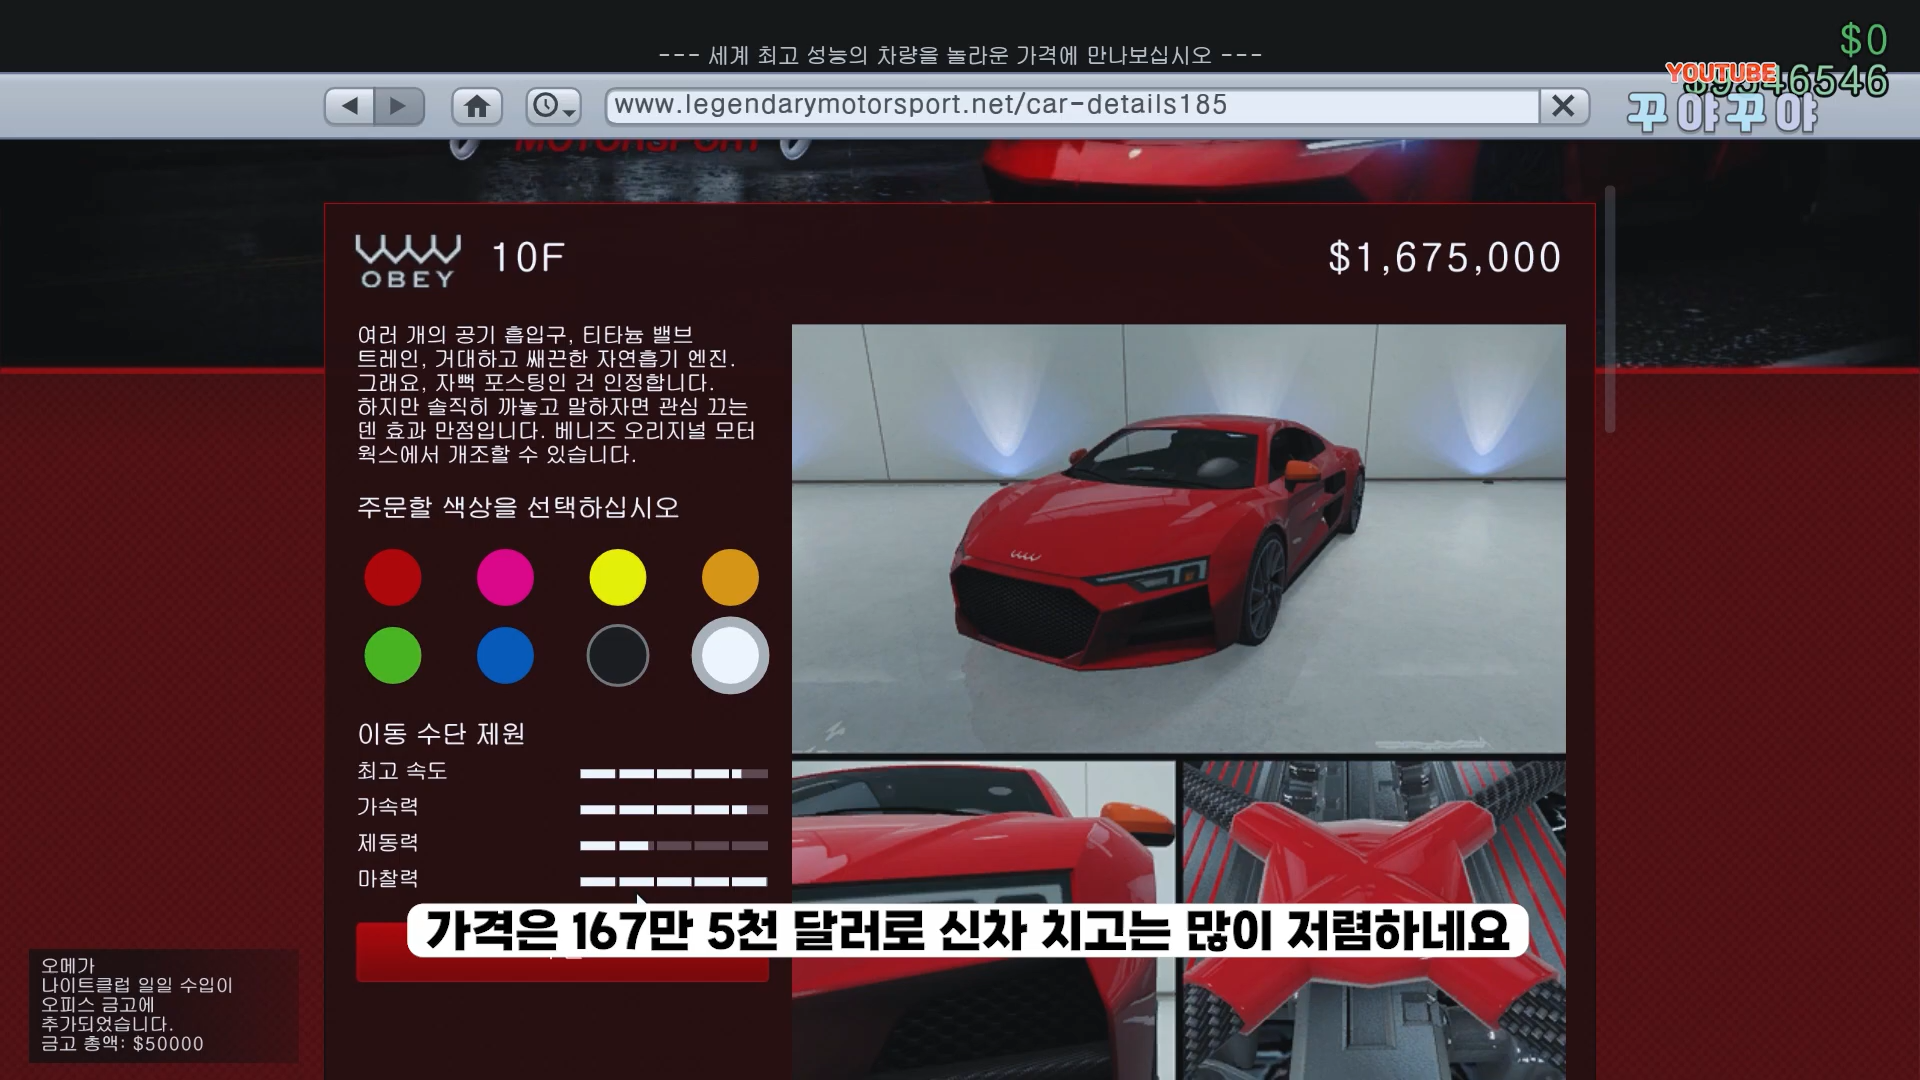 --- 세계 최고 성능의 차량을 놀라운 가격에 만나보십시오 ---
$0
YOUTUBE
꾸야꾸야
www.legendarymotorsport.net/car-details185
MOTORSPORT
OBEY
10F
$1,675,000
여러 개의 공기 흡입구, 티타늄 밸브
트레인, 거대하고 쌔끈한 자연흡기 엔진.
그래요, 자뻑 포스팅인 건 인정합니다.
하지만 솔직히 까놓고 말하자면 관심 끄는
덴 효과 만점입니다. 베니즈 오리지널 모터
웍스에서 개조할 수 있습니다.
주문할 색상을 선택하십시오
이동 수단 제원
최고 속도
가속력
제동력
마찰력
가격은 167만 5천 달러로 신차 치고는 많이 저렴하네요
오메가
나이트클럽 일일 수입이
오피스 금고에
추가되었습니다.
금고 총액: $50000